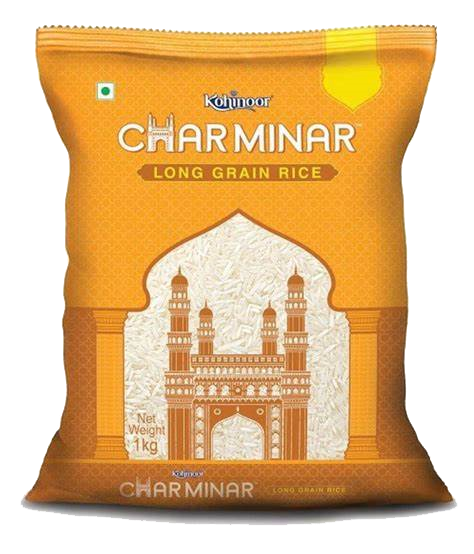 Kohinoor
CHARMINAR
LONG GRAIN RICE
Net
Weight
1kg
Kohinoor
CHARMINAR LONG GRAIN RICE